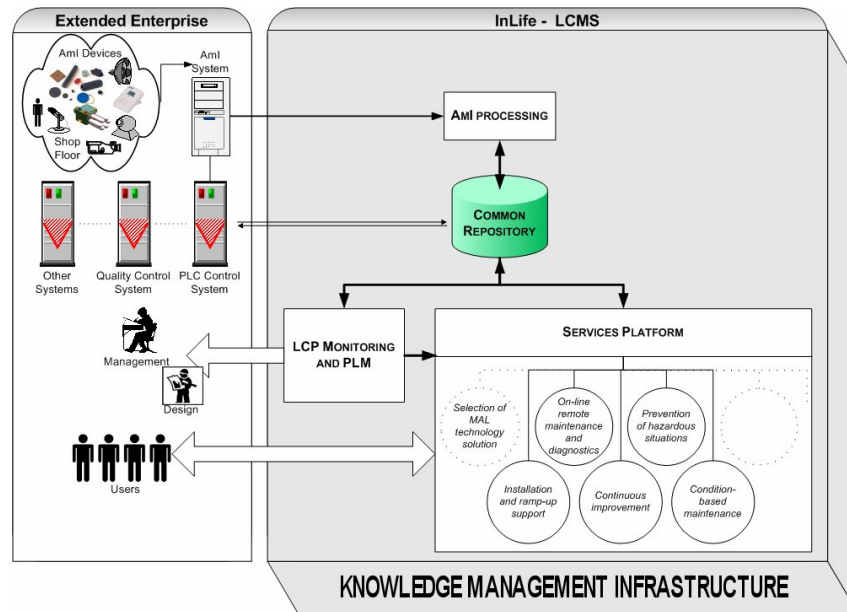 Extended Enterprise
InLife - LCMS
AmI Devices
AmI
System
Shop
Floor
AMI PROCESSING
COMMON
REPOSITORY
Other
Systems
Quality Control
System
PLC Control
System
Management
Design
Users
LCP MONITORING
AND PLM
SERVICES PLATFORM
Selection of
MAL
technology
solution
On-line
remote
maintenance
and
diagnostics
Prevention
of hazardous
situations
Installation
and ramp-up
support
Continuous
improvement
Condition-
based
maintenance
KNOWLEDGE MANAGEMENT INFRASTRUCTURE